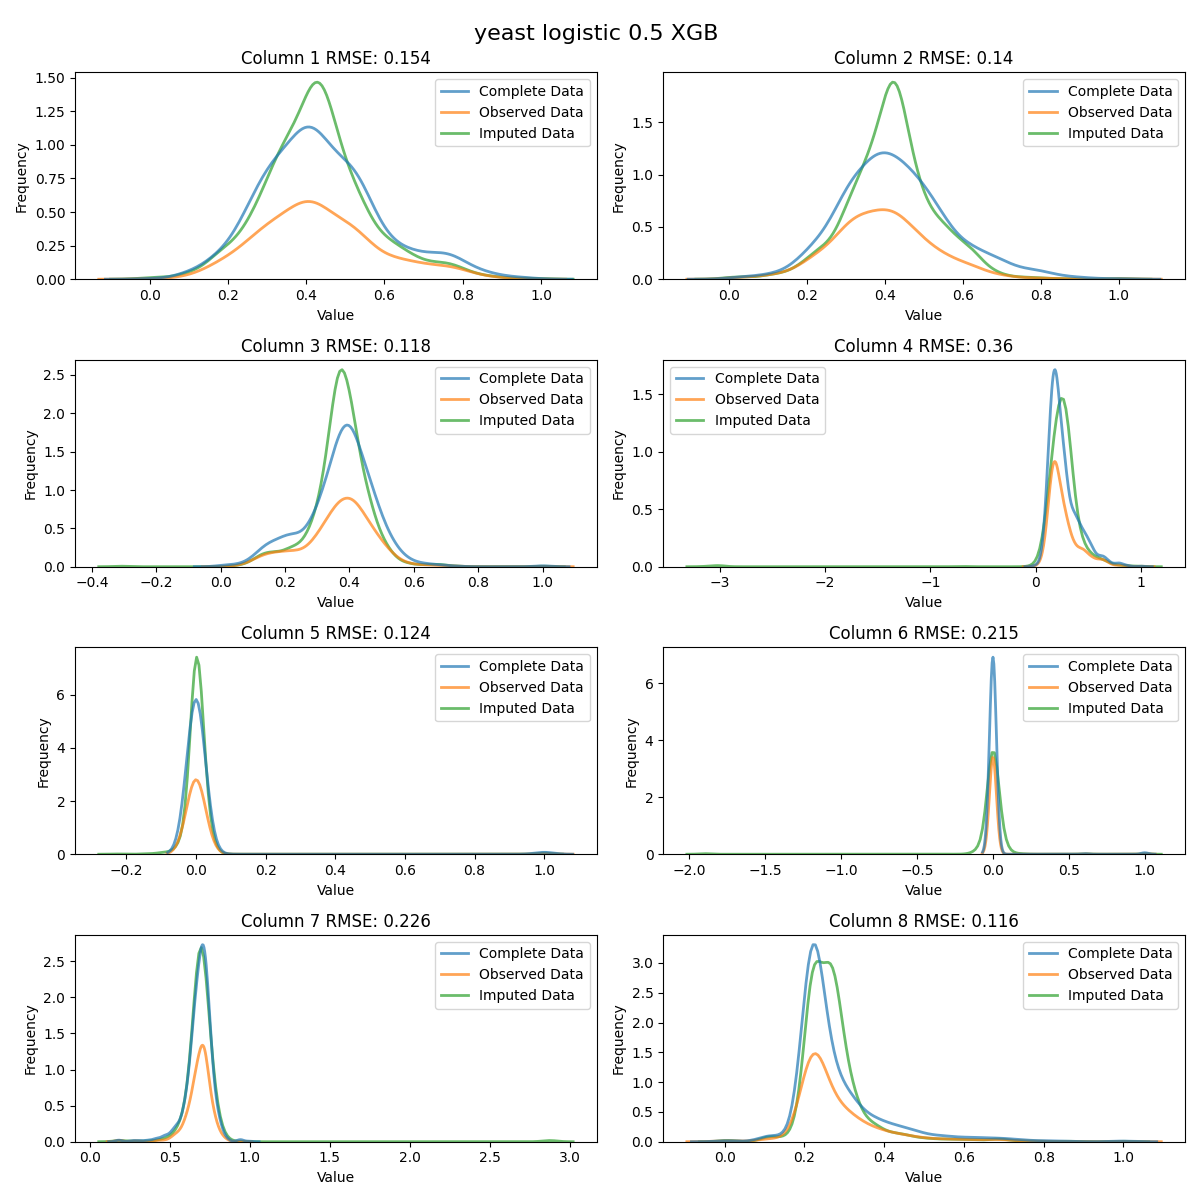 yeast logistic 0.5 XGB
Column 1 RMSE: 0.154
Frequency
1.50
1.25
1.00
0.75
0.50
0.25
0.00
Complete Data
Observed Data
Imputed Data
0.0 0.2 0.4 0.6 0.8 1.0
Value
Column 2 RMSE: 0.14
Frequency
1.5
1.0
0.5
0.0
Complete Data
Observed Data
Imputed Data
0.0 0.2 0.4 0.6 0.8 1.0
Value
Column 3 RMSE: 0.118
Frequency
2.5
2.0
1.5
1.0
0.5
0.0
Complete Data
Observed Data
Imputed Data
−0.4 −0.2 0.0 0.2 0.4 0.6 0.8 1.0
Value
Column 4 RMSE: 0.36
Frequency
1.5
1.0
0.5
0.0
Complete Data
Observed Data
Imputed Data
−3 −2 −1 0 1
Value
Column 5 RMSE: 0.124
Frequency
6
4
2
0
Complete Data
Observed Data
Imputed Data
−0.2 0.0 0.2 0.4 0.6 0.8 1.0
Value
Column 6 RMSE: 0.215
Frequency
6
4
2
0
Complete Data
Observed Data
Imputed Data
−2.0 −1.5 −1.0 −0.5 0.0 0.5 1.0
Value
Column 7 RMSE: 0.226
Frequency
2.5
2.0
1.5
1.0
0.5
0.0
Complete Data
Observed Data
Imputed Data
0.0 0.5 1.0 1.5 2.0 2.5 3.0
Value
Column 8 RMSE: 0.116
Frequency
3.0
2.5
2.0
1.5
1.0
0.5
0.0
Complete Data
Observed Data
Imputed Data
0.0 0.2 0.4 0.6 0.8 1.0
Value